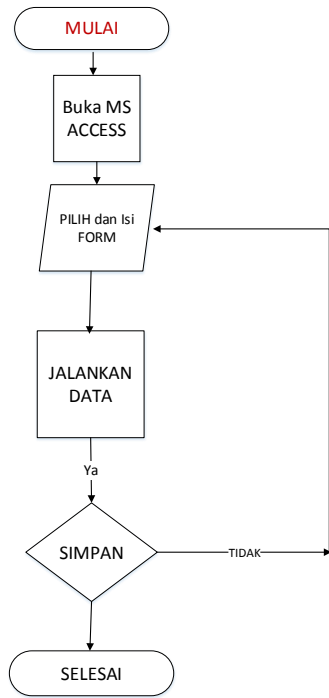 MULAI
Buka MS
ACCESS
PILIH dan Isi
FORM
JALANKAN
DATA
Ya
SIMPAN
TIDAK
SELESAI